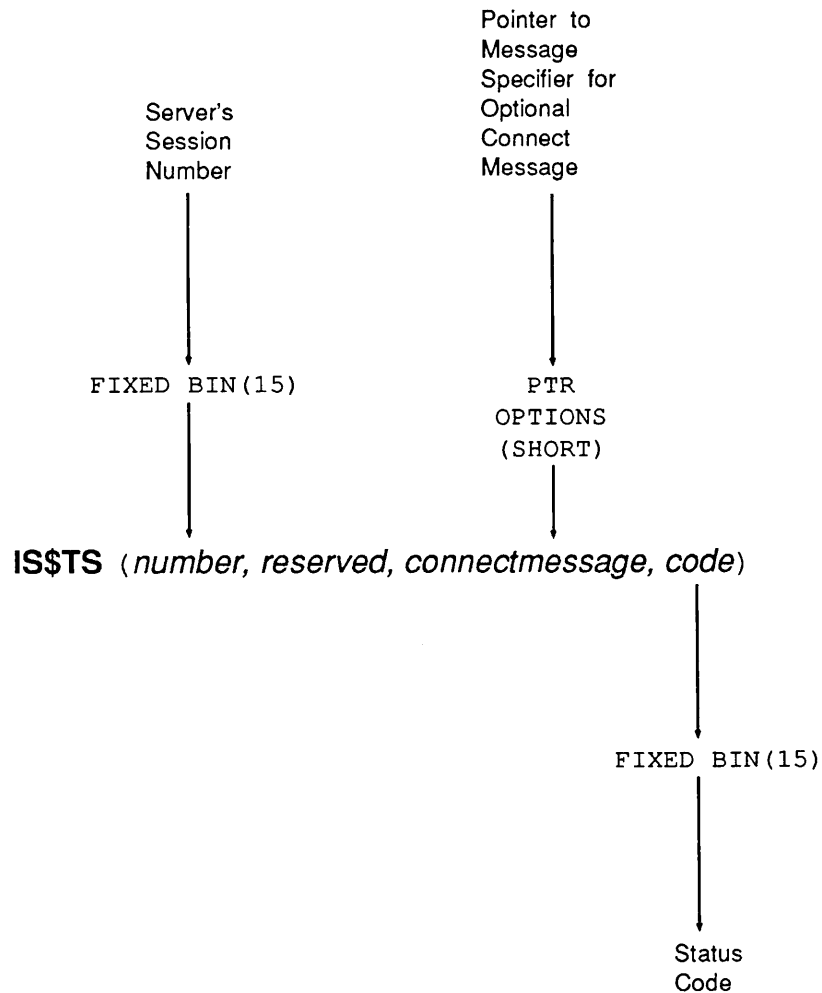 Pointer to
Message
Specifier for
Optional
Connect
Message
Server's
Session
Number
FIXED BIN(15)
PTR
OPTIONS
(SHORT)
IS$TS (number, reserved, connectmessage, code)
FIXED BIN(15)
Status
Code